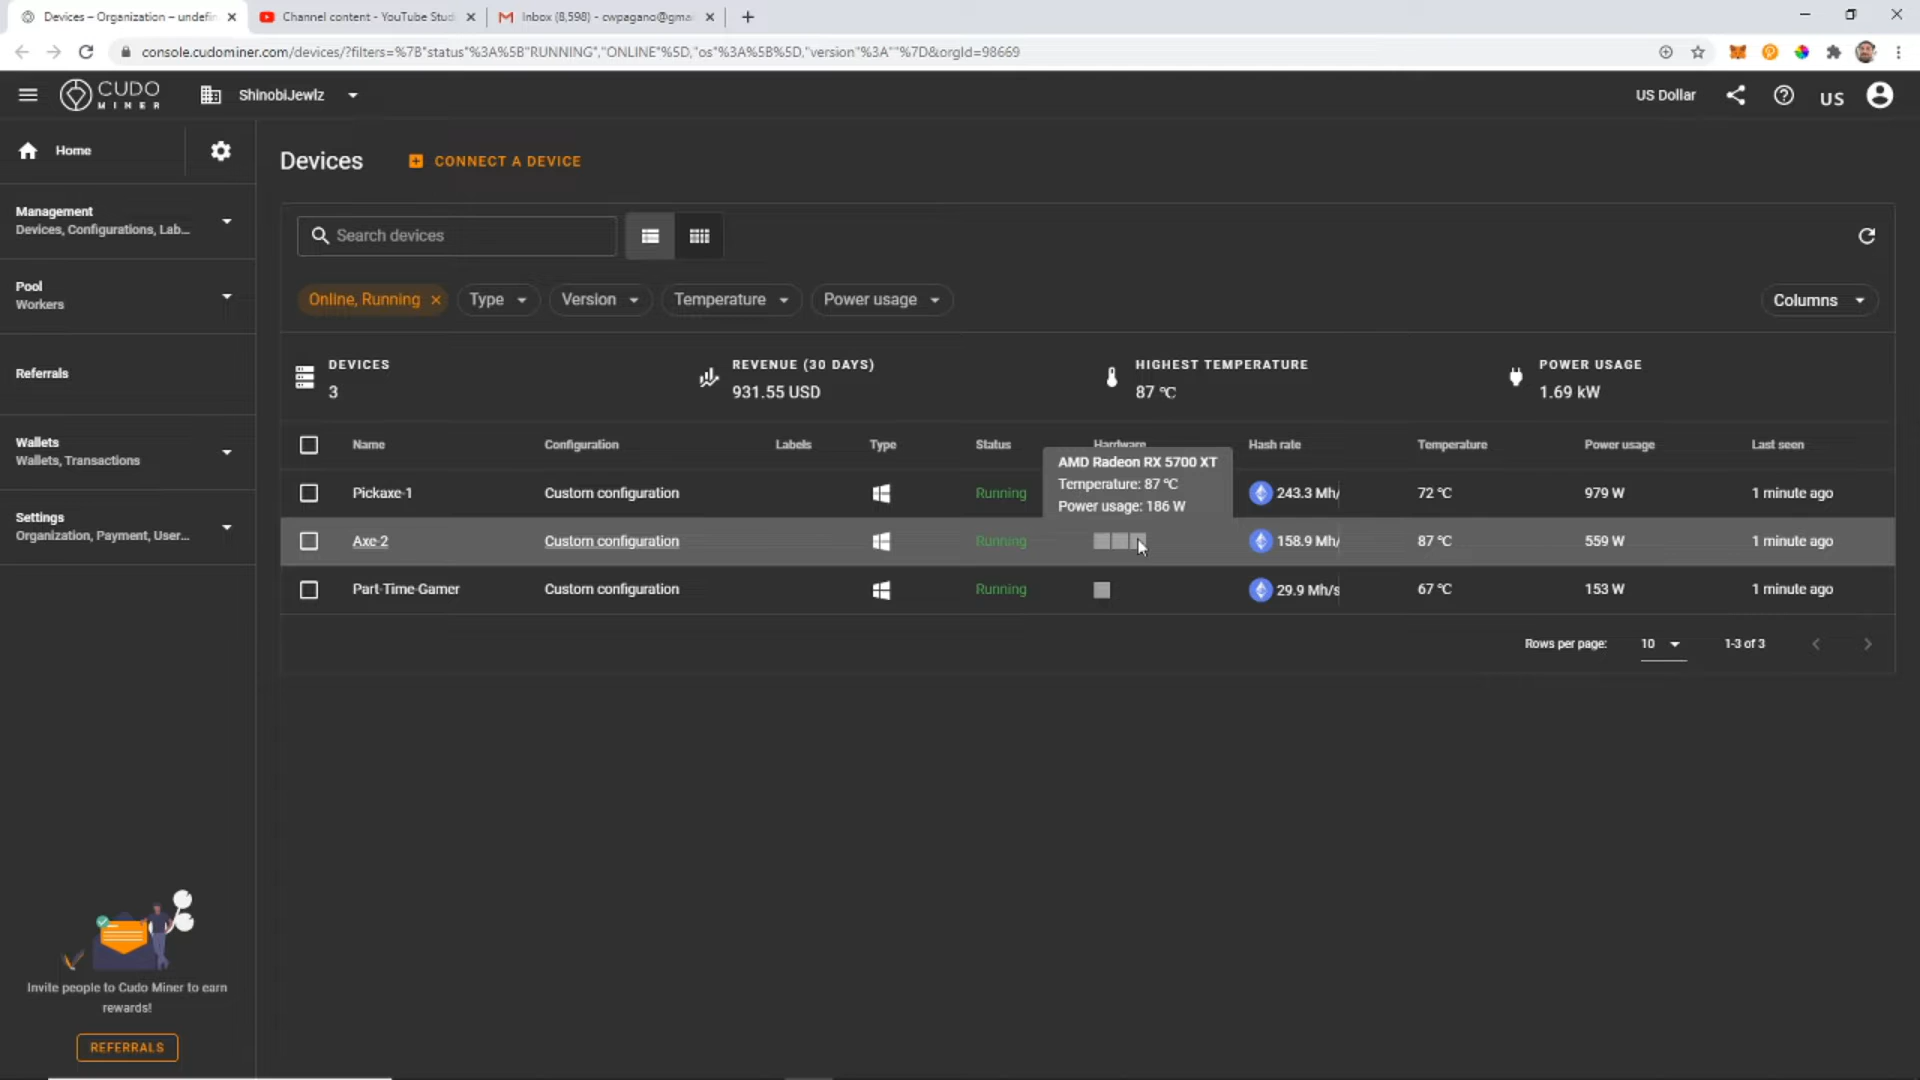 Devices – Organization – undefin
Channel content - YouTube Stud
Inbox (8,598) - cwpagano@gma
console.cudominer.com/devices/?filters=%7B"status"%3A%5B"RUNNING","ONLINE"%5D,"os"%3A%5B%5D,"version"%3A""%7D&orgId=98669
CUDO
MINER
ShinobiJewlz
US Dollar
US
Home
Management
Devices, Configurations, Lab...
Pool
Workers
Referrals
Wallets
Wallets, Transactions
Settings
Organization, Payment, User...
Invite people to Cudo Miner to earn
rewards!
REFERRALS
Devices
CONNECT A DEVICE
Search devices
Online, Running
Type
Version
Temperature
Power usage
Columns
DEVICES
3
REVENUE (30 DAYS)
931.55 USD
HIGHEST TEMPERATURE
87 °C
POWER USAGE
1.69 kW
Name Configuration Labels Type Status Hardware Hash rate Temperature Power usage Last seen
AMD Radeon RX 5700 XT
Temperature: 87 °C
Power usage: 186 W
Pickaxe-1 Custom configuration Running 243.3 Mh/ 72 °C 979 W 1 minute ago
Axe-2 Custom configuration Running 158.9 Mh/ 87 °C 559 W 1 minute ago
Part-Time-Gamer Custom configuration Running 29.9 Mh/s 67 °C 153 W 1 minute ago
Rows per page: 10 1-3 of 3